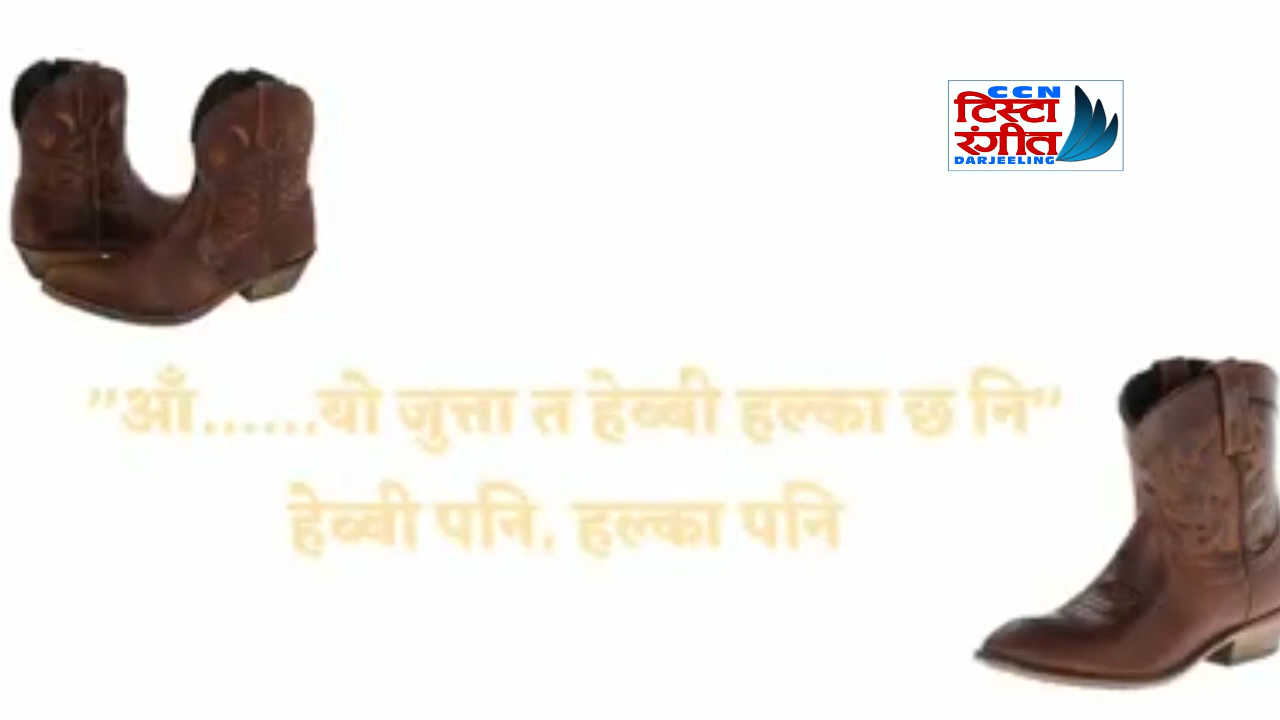 CCN
टिस्टा
रंगीत
DARJEELING
"आँ......यो जुत्ता त हेब्बी हल्का छ नि"
हेब्बी पनि, हल्का पनि